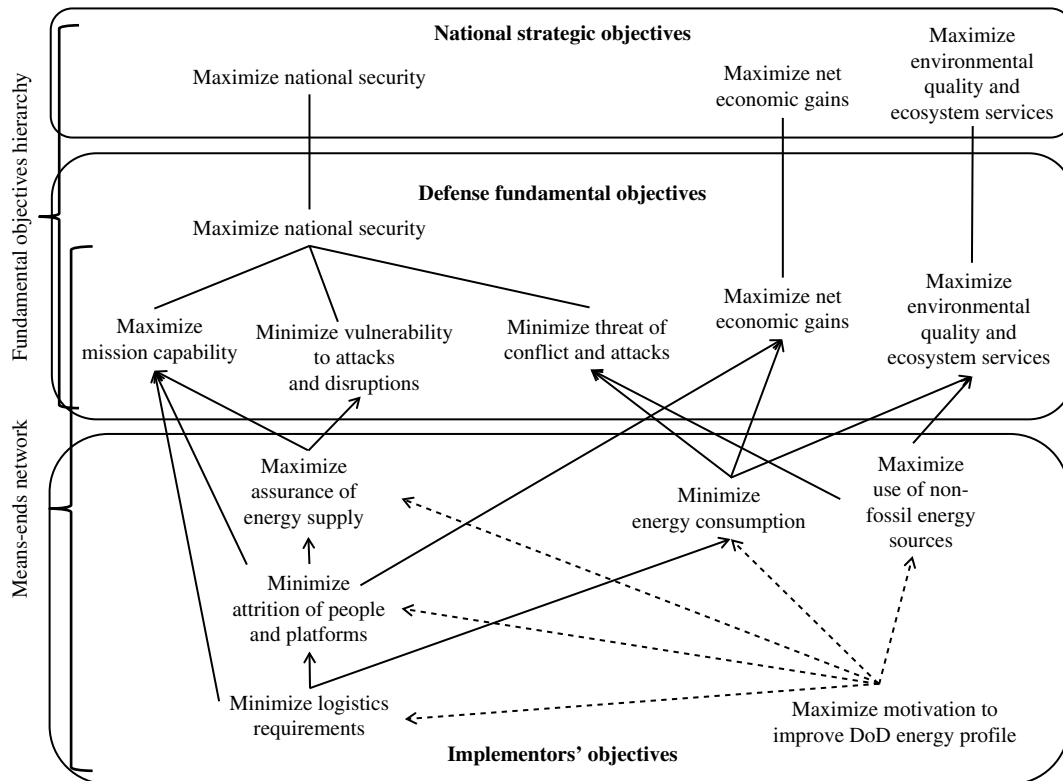 National strategic objectives
Maximize national security
Maximize net
economic gains
Maximize
environmental
quality and
ecosystem services
Fundamental objectives hierarchy
Defense fundamental objectives
Maximize national security
Maximize
mission capability
Minimize vulnerability
to attacks
and disruptions
Minimize threat of
conflict and attacks
Maximize net
economic gains
Maximize
environmental
quality and
ecosystem services
Means-ends network
Maximize
assurance of
energy supply
Minimize
energy consumption
Maximize
use of non-
fossil energy
sources
Minimize
attrition of people
and platforms
Minimize logistics
requirements
Maximize motivation to
improve DoD energy profile
Implementors’ objectives